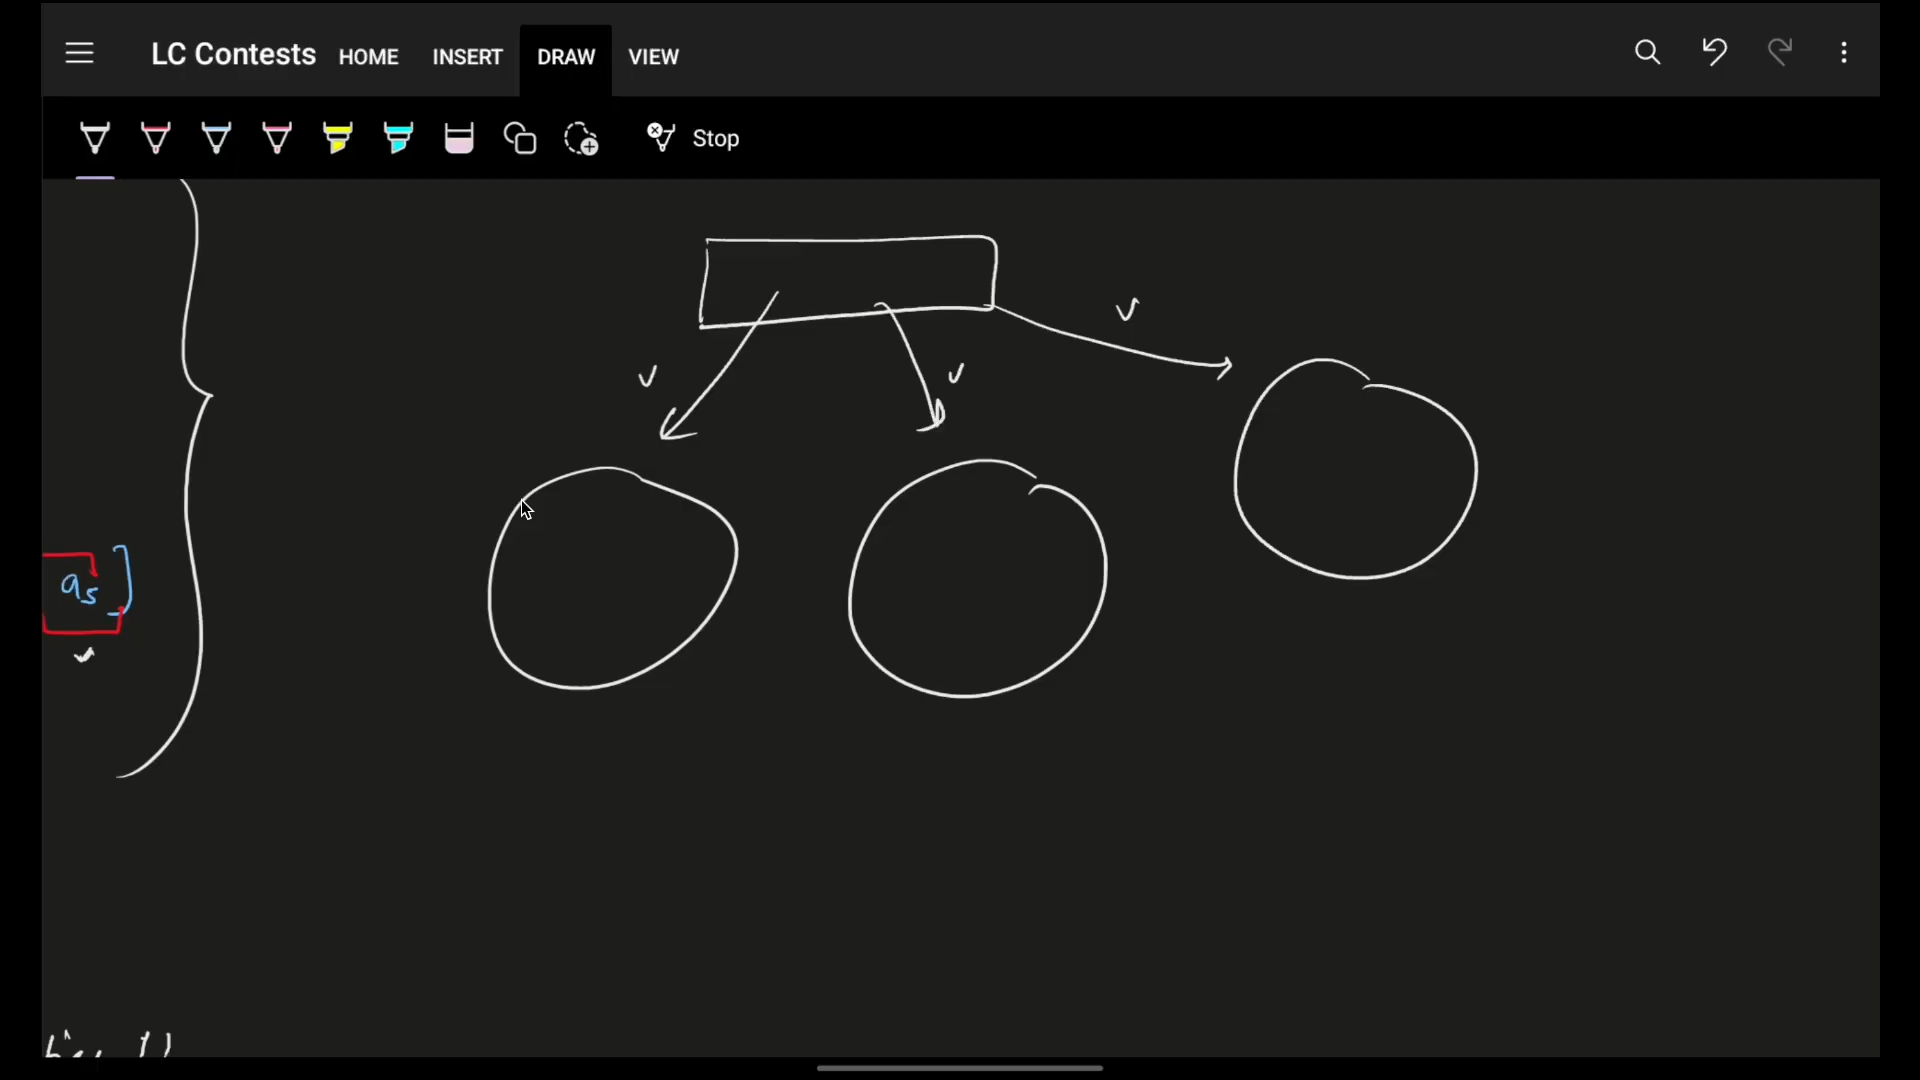 LC Contests HOME INSERT DRAW VIEW
Stop
v
v v
a5 ]